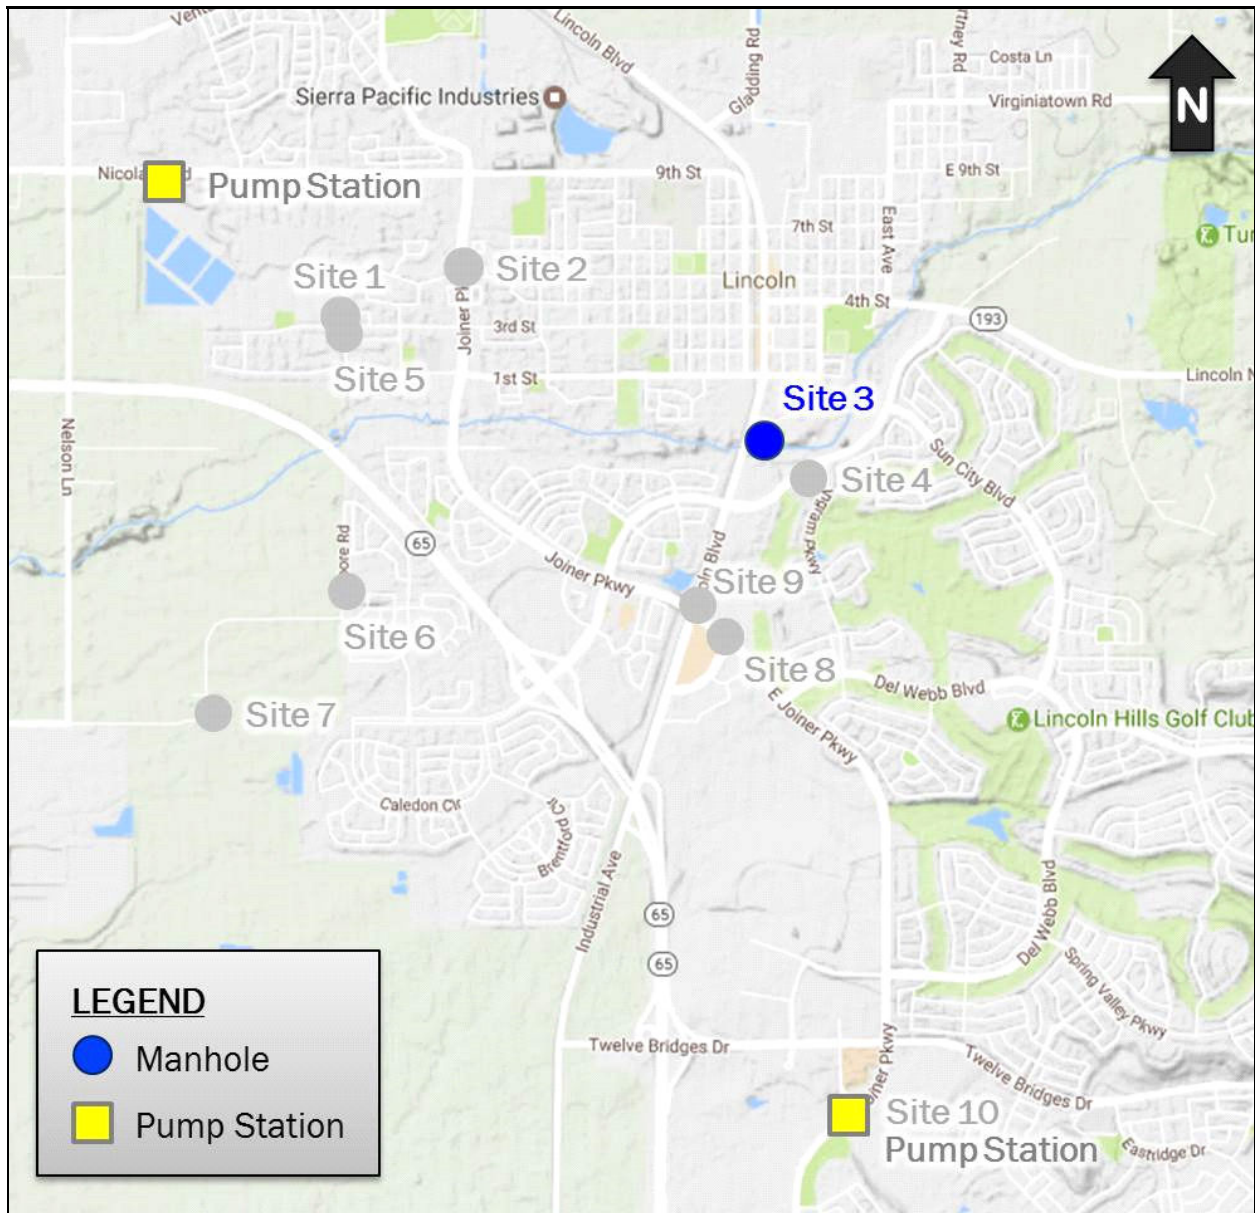 Lincoln Blvd
Gladding Rd
Costa Ln
Virginiatown Rd
N
Sierra Pacific Industries
9th St
E 9th St
Pump Station
7th St
East Ave
Site 1
Site 2
Lincoln
4th St
193
3rd St
Site 5
1st St
Lincoln N
Site 3
Nelson Ln
Sun City Blvd
Site 4
65
Joiner Pkwy
Site 9
Site 6
Site 8
Del Webb Blvd
E Joiner Pkwy
Site 7
Lincoln Hills Golf Club
Caledon Cir
Brentford Cir
Industrial Ave
65
Del Webb Blvd
65
Spring Valley Pkwy
Twelve Bridges Dr
Twelve Bridges Dr
Site 10
Pump Station
Eastridge Dr
LEGEND
Manhole
Pump Station